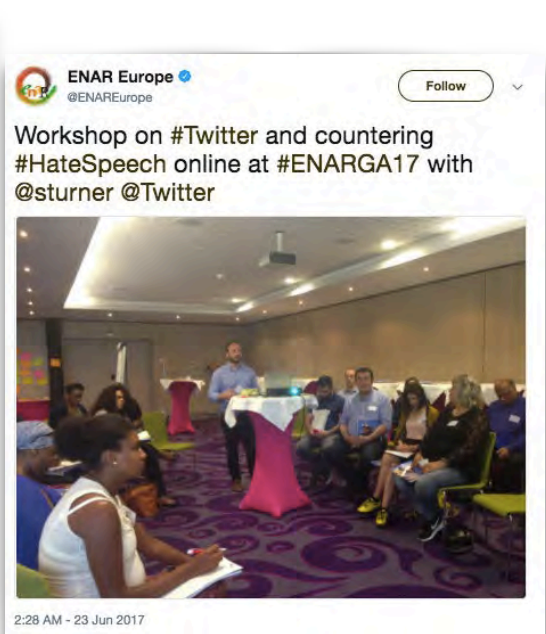 ENAR Europe
@ENAREurope
Follow
Workshop on #Twitter and countering
#HateSpeech online at #ENARGA17 with
@sturner @Twitter
2:28 AM - 23 Jun 2017